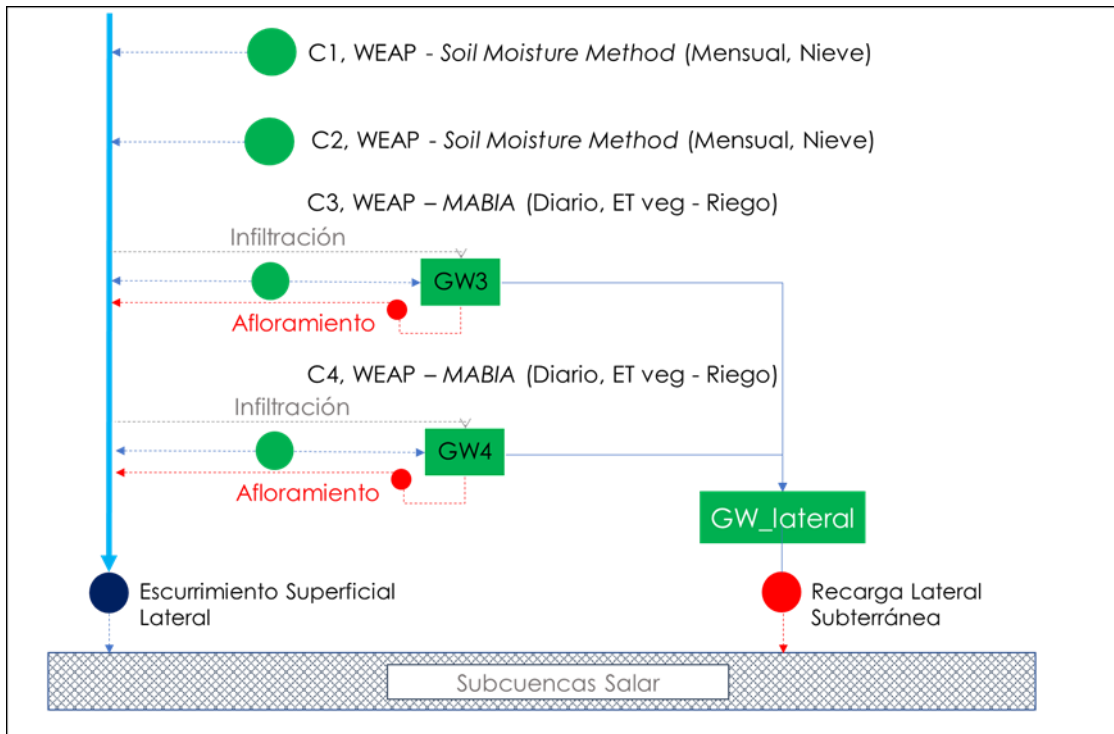 C1, WEAP - Soil Moisture Method (Mensual, Nieve)
C2, WEAP - Soil Moisture Method (Mensual, Nieve)
C3, WEAP – MABIA (Diario, ET veg - Riego)
Infiltración
GW3
Afloramiento
C4, WEAP – MABIA (Diario, ET veg - Riego)
Infiltración
GW4
Afloramiento
GW_lateral
Escurrimiento Superficial
Lateral
Recarga Lateral
Subterránea
Subcuencas Salar